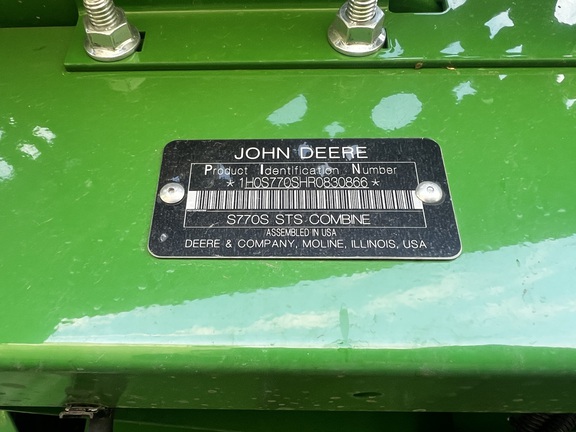 JOHN DEERE
Product Identification Number
*1H0S770SHR0830866*
S770S STS COMBINE
ASSEMBLED IN USA
DEERE & COMPANY, MOLINE, ILLINOIS, USA